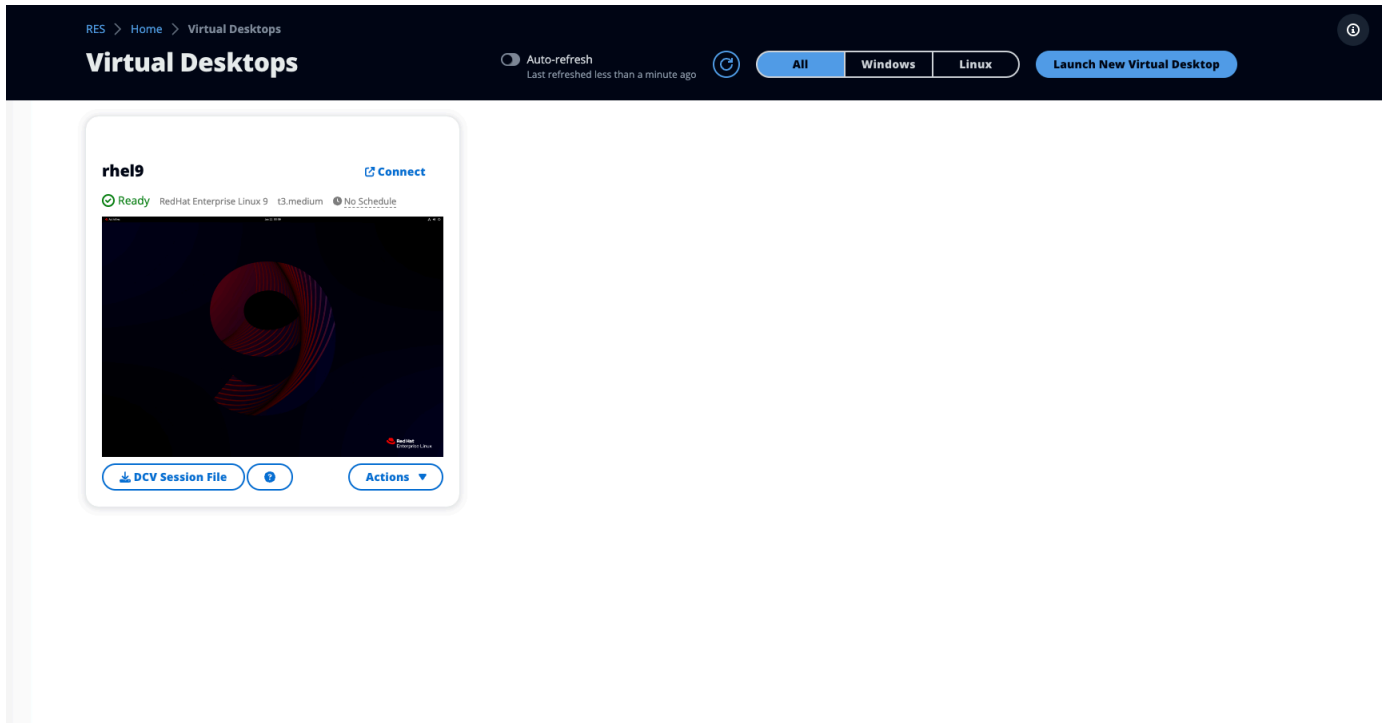 RES > Home > Virtual Desktops
Virtual Desktops
Auto-refresh
Last refreshed less than a minute ago
All
Windows
Linux
Launch New Virtual Desktop
rhel9
Connect
Ready
RedHat Enterprise Linux 9
t3.medium
No Schedule
Red Hat
Enterprise Linux
DCV Session File
Actions